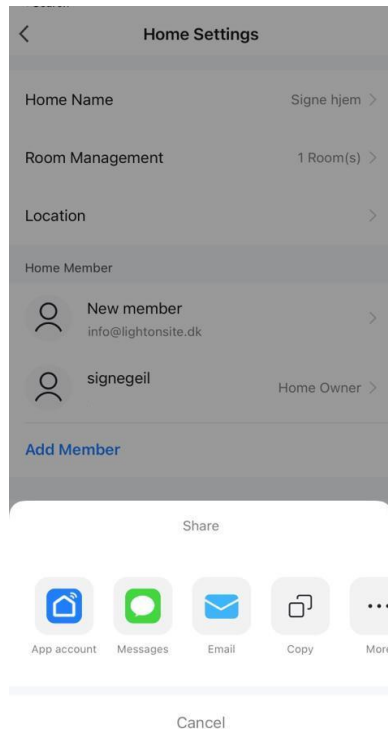 Home Settings
Home Name
Signe hjem
Room Management
1 Room(s)
Location
Home Member
New member
info@lightonsite.dk
signegeil
Home Owner
Add Member
Share
App account
Messages
Email
Copy
More
Cancel